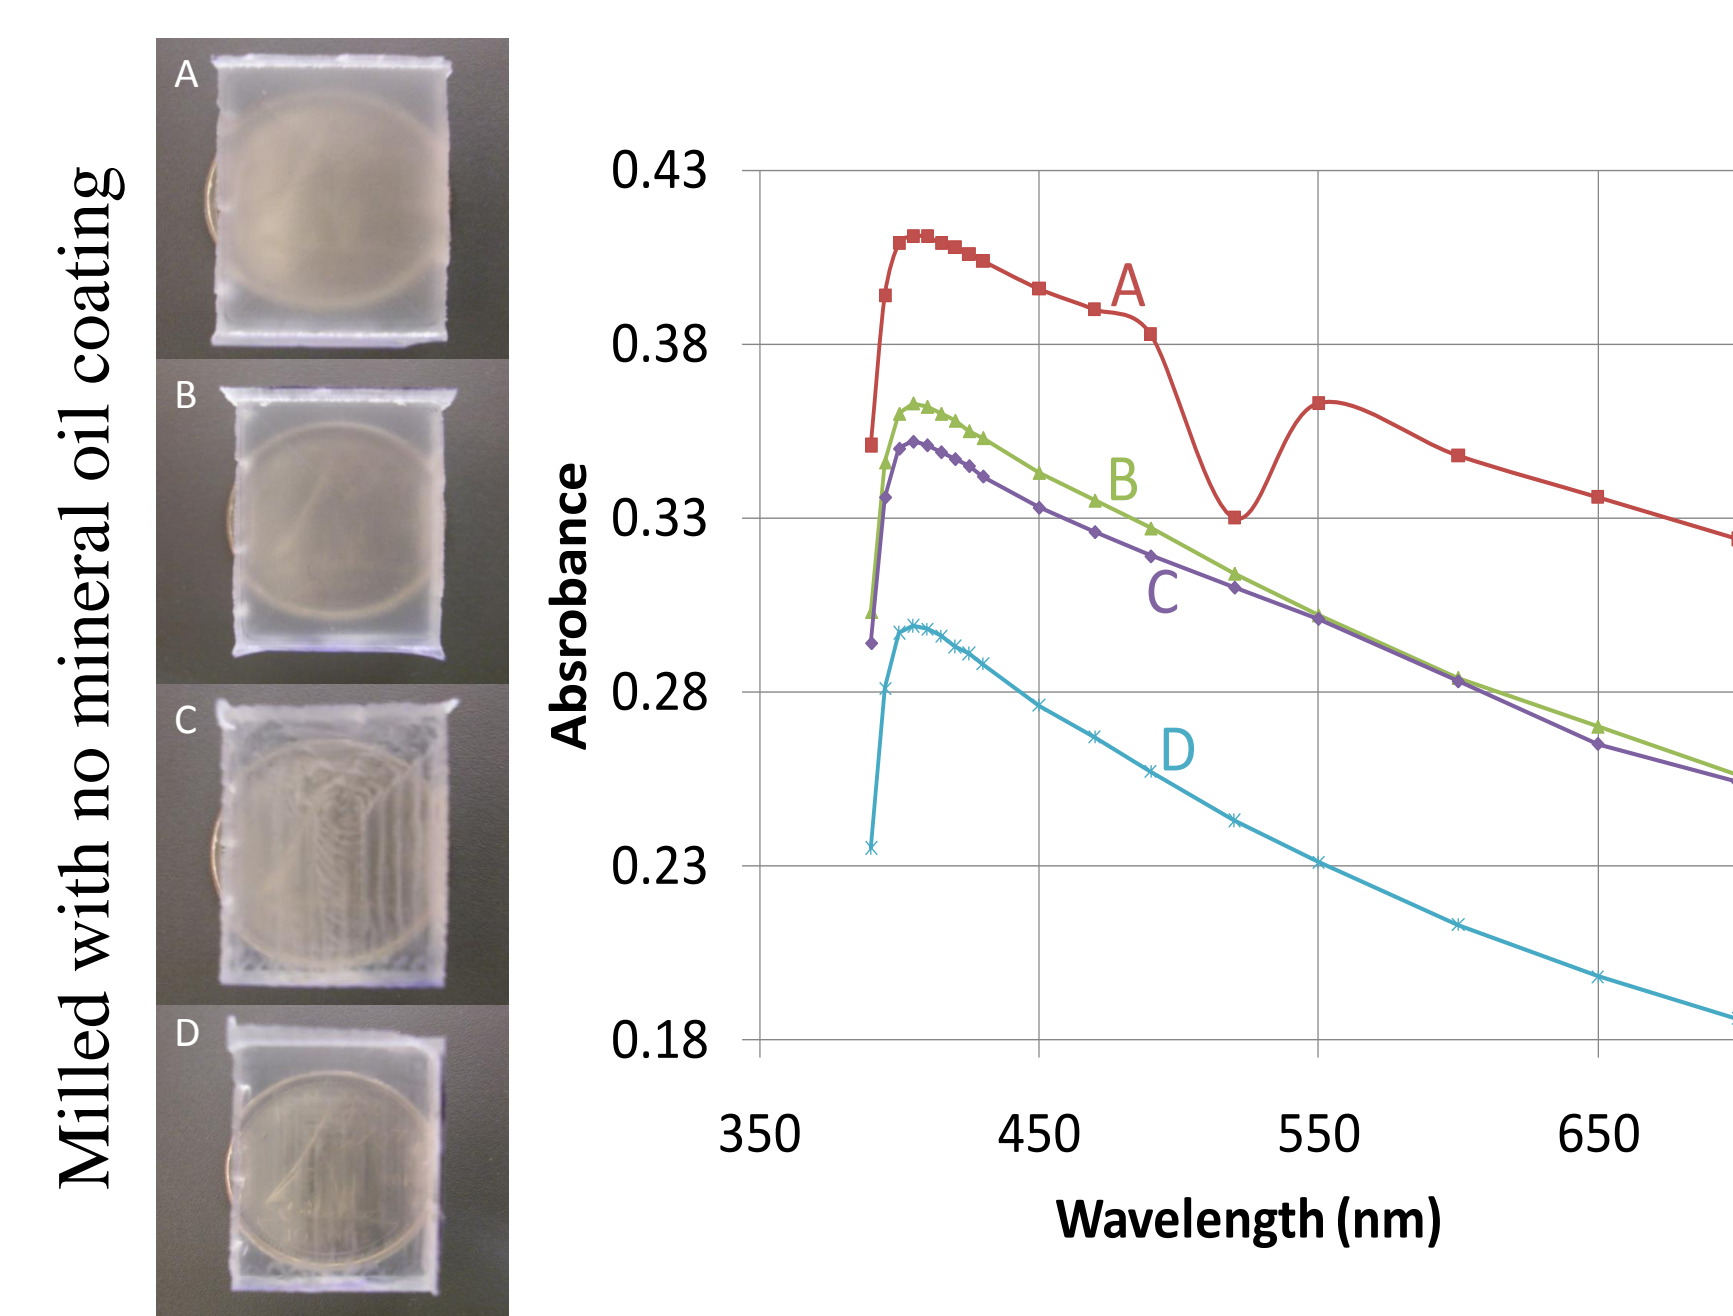 Milled with no mineral oil coating
A
B
C
D
0.43
0.38
0.33
0.28
0.23
0.18
Absrobance
A
B
C
D
350 450 550 650
Wavelength (nm)